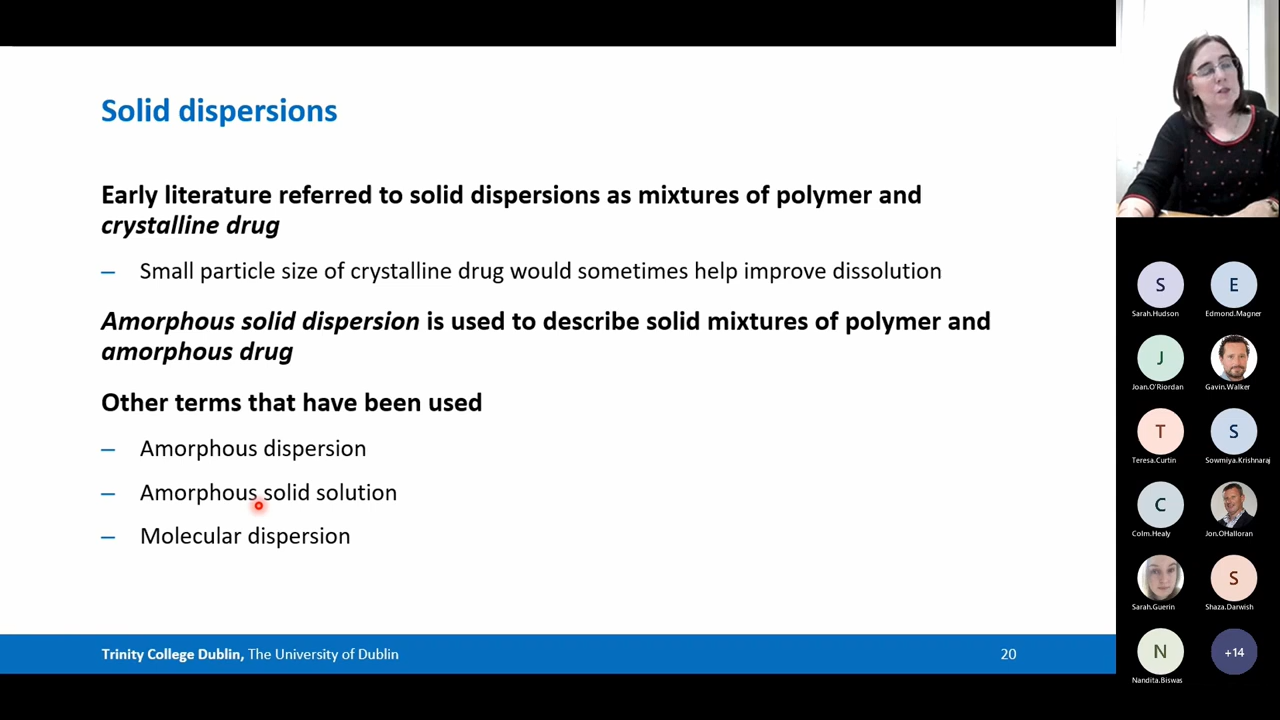 Solid dispersions
Early literature referred to solid dispersions as mixtures of polymer and
crystalline drug
– Small particle size of crystalline drug would sometimes help improve dissolution
Amorphous solid dispersion is used to describe solid mixtures of polymer and
amorphous drug
Other terms that have been used
– Amorphous dispersion
– Amorphous solid solution
– Molecular dispersion
Trinity College Dublin, The University of Dublin
20
S
Sarah.Hudson
E
Edmond.Magner
J
Joan.O'Riordan
Gavin.Walker
T
Teresa.Curtin
S
Sowmiya.Krishnaraj
C
Colm.Healy
Jon.OHalloran
Sarah.Guerin
S
Shaza.Darwish
N
Nandita.Biswas
+14